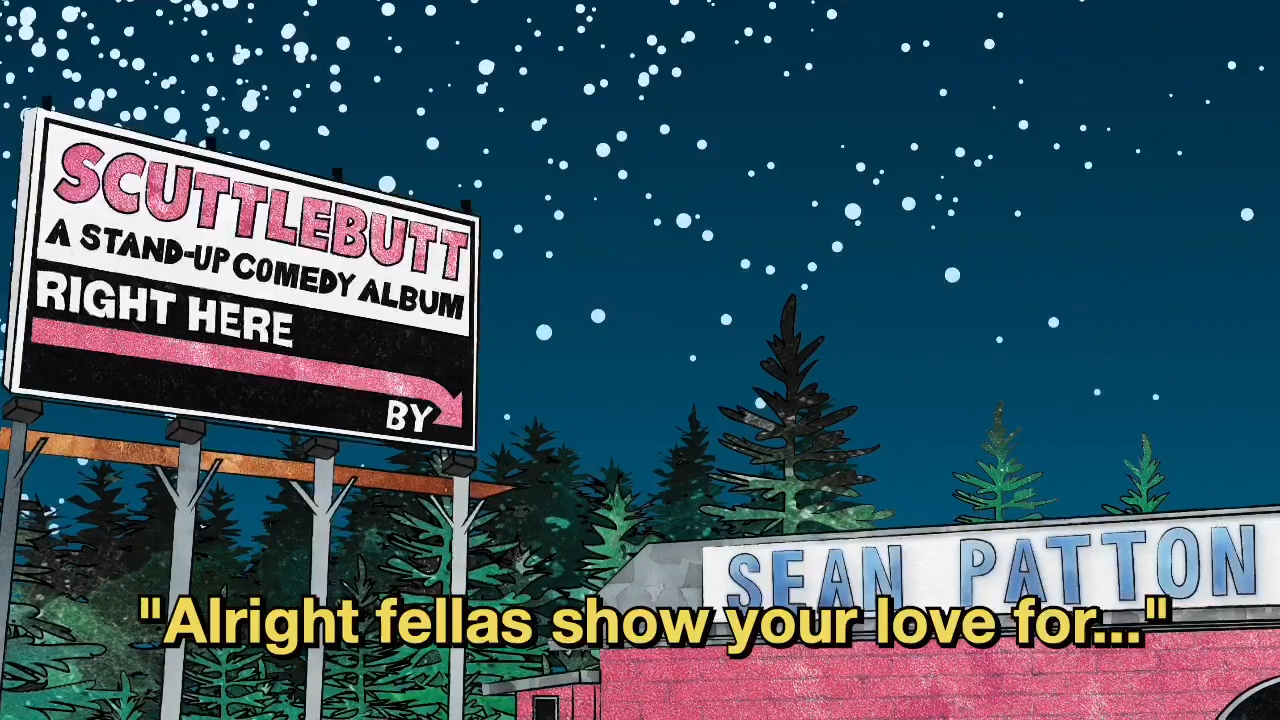 SCUTTLEBUTT
A STAND-UP COMEDY ALBUM
RIGHT HERE
BY
SEAN PATTON
"Alright fellas show your love for..."